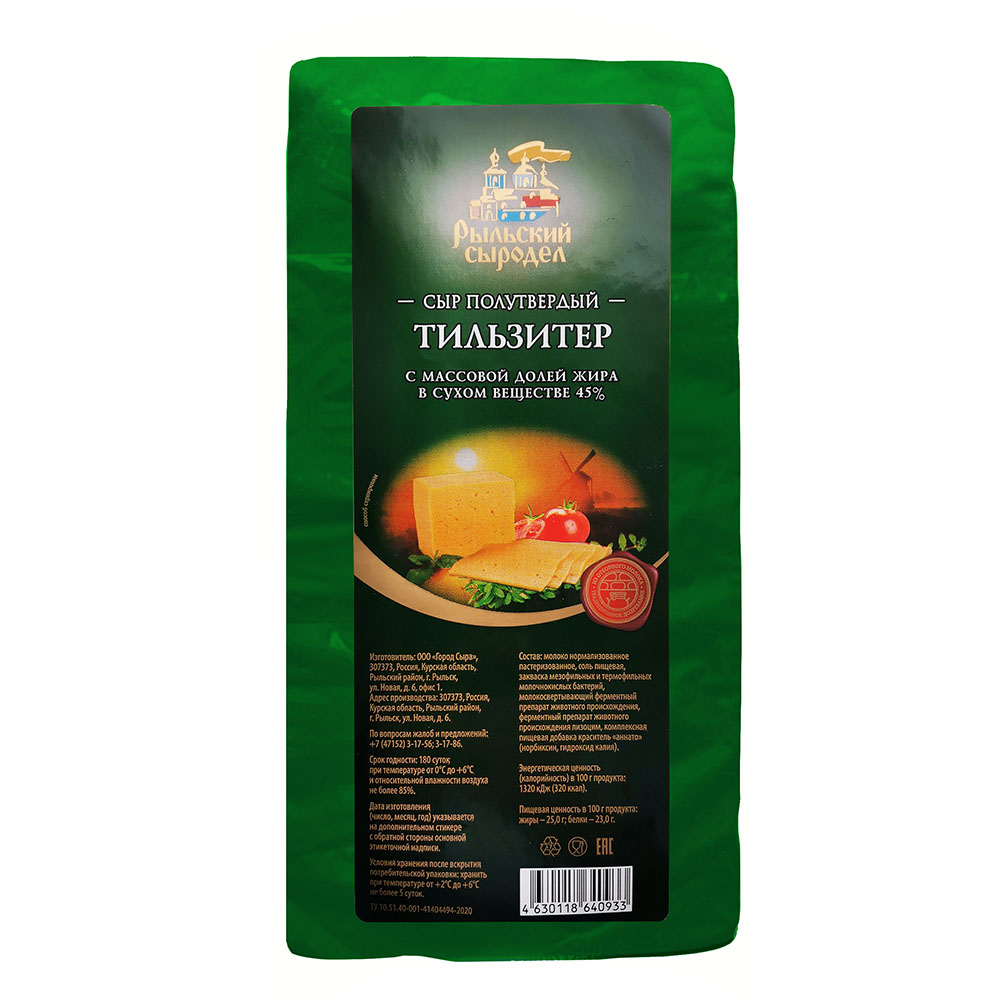 Рыльский
сыродел
— СЫР ПОЛУТВЕРДЫЙ —
ТИЛЬЗИТЕР
С МАССОВОЙ ДОЛЕЙ ЖИРА
В СУХОМ ВЕЩЕСТВЕ 45%
способ сервирования
ИЗ ОТБОРНОГО МОЛОКА
Изготовитель: ООО «Город Сыра»,
307373, Россия, Курская область,
Рыльский район, г. Рыльск,
ул. Новая, д. 6, офис 1.
Адрес производства: 307373, Россия,
Курская область, Рыльский район,
г. Рыльск, ул. Новая, д. 6.
По вопросам жалоб и предложений:
+7 (47152) 3-17-56; 3-17-86.
Срок годности: 180 суток
при температуре от 0°С до +6°С
и относительной влажности воздуха
не более 85%.
Дата изготовления
(число, месяц, год) указывается
на дополнительном стикере
с обратной стороны основной
этикеточной надписи.
Условия хранения после вскрытия
потребительской упаковки: хранить
при температуре от +2°С до +6°С
не более 5 суток.
ТУ 10.51.40-001-41404494-2020
Состав: молоко нормализованное
пастеризованное, соль пищевая,
закваска мезофильных и термофильных
молочнокислых бактерий,
молокосвертывающий ферментный
препарат животного происхождения,
ферментный препарат животного
происхождения лизоцим, комплексная
пищевая добавка краситель «аннато»
(норбиксин, гидроксид калия).
Энергетическая ценность
(калорийность) в 100 г продукта:
1320 кДж (320 ккал).
Пищевая ценность в 100 г продукта:
жиры – 25,0 г; белки – 23,0 г.
EAC
4 630118 640933